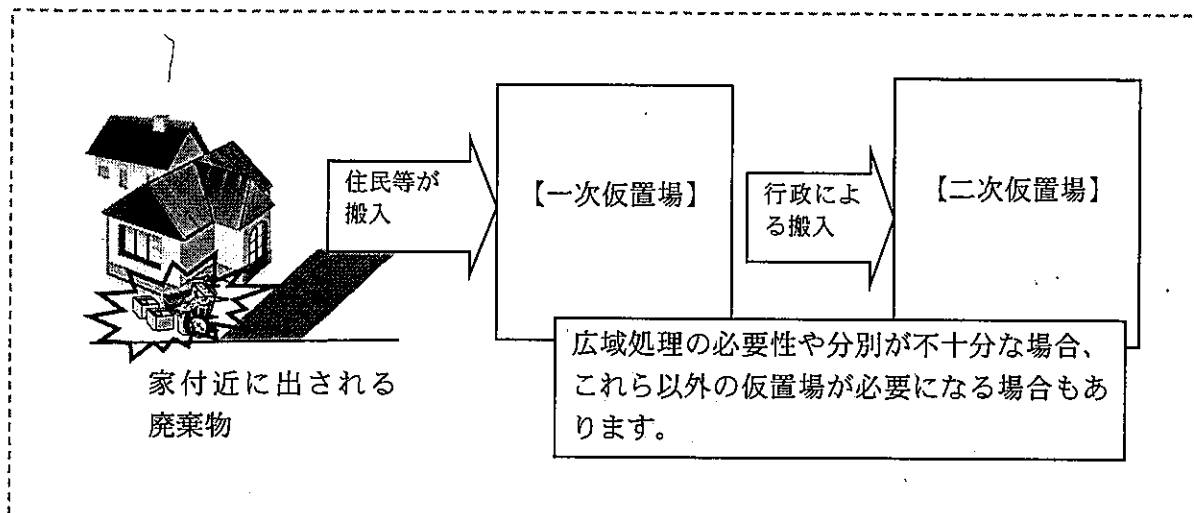 住民等が
搬入
【一次仮置場】
行政によ
る搬入
【二次仮置場】
広域処理の必要性や分別が不十分な場合、
これら以外の仮置場が必要になる場合もあ
ります。
家付近に出される
廃棄物